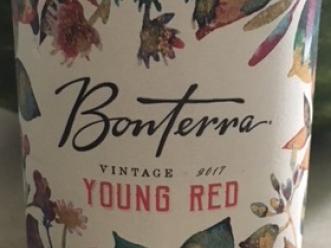 Bonterra
VINTAGE 2017
YOUNG RED